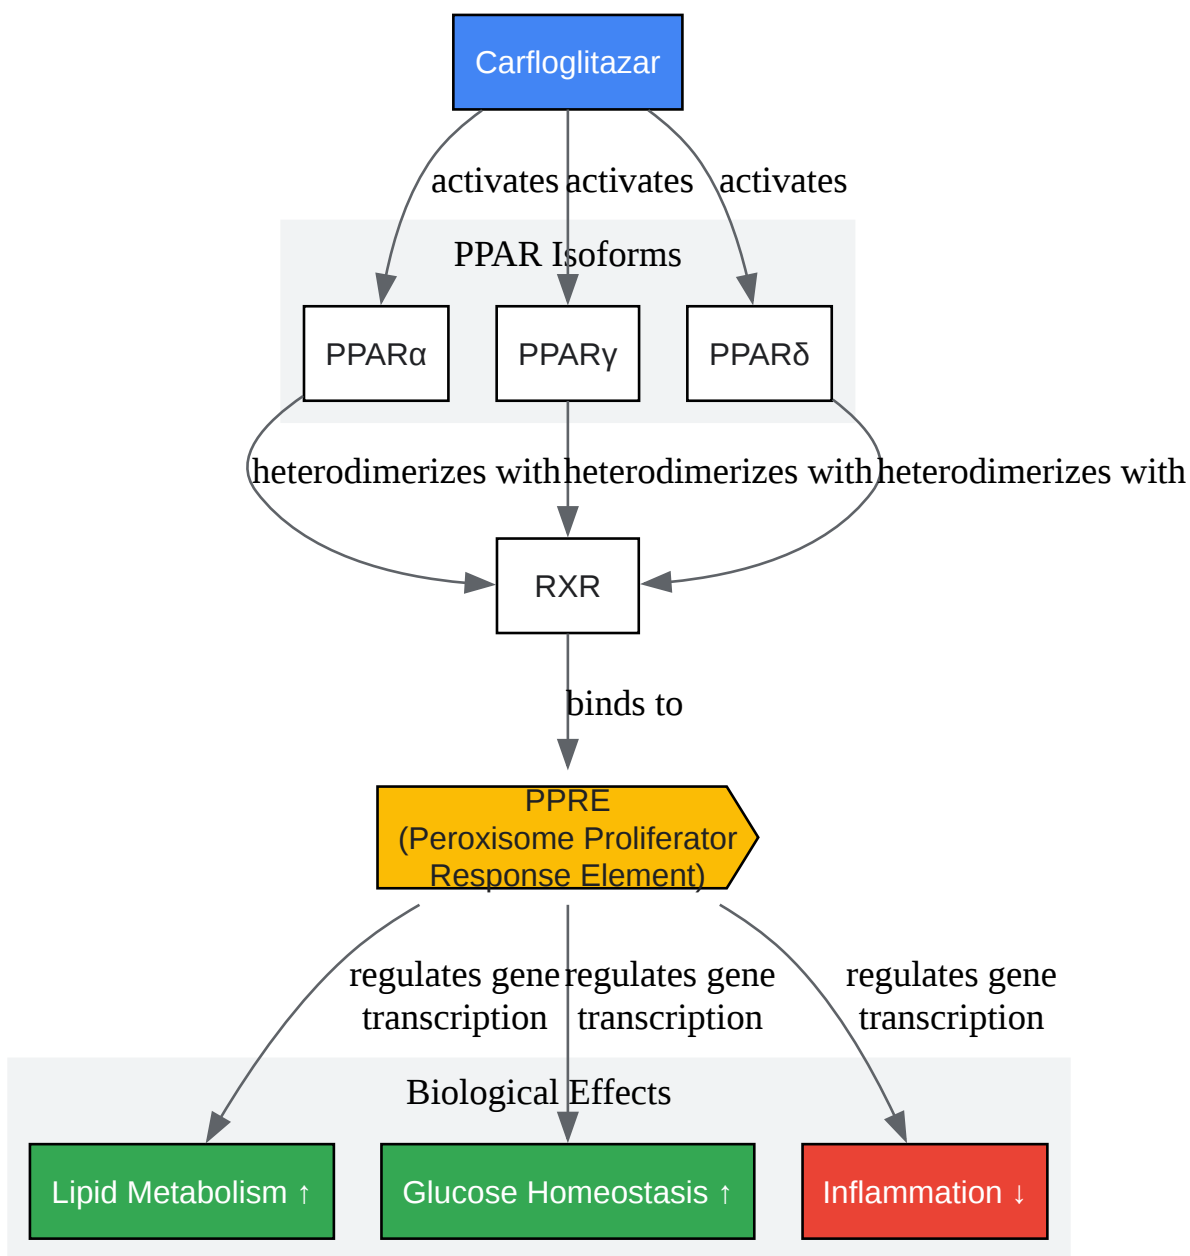 Carfloglitazar
activates activates activates
PPAR Isoforms
PPARα PPARγ PPARδ
heterodimerizes with heterodimerizes with heterodimerizes with
RXR
binds to
PPRE
(Peroxisome Proliferator
Response Element)
regulates gene regulates gene regulates gene
transcription transcription transcription
Biological Effects
Lipid Metabolism ↑ Glucose Homeostasis ↑ Inflammation ↓